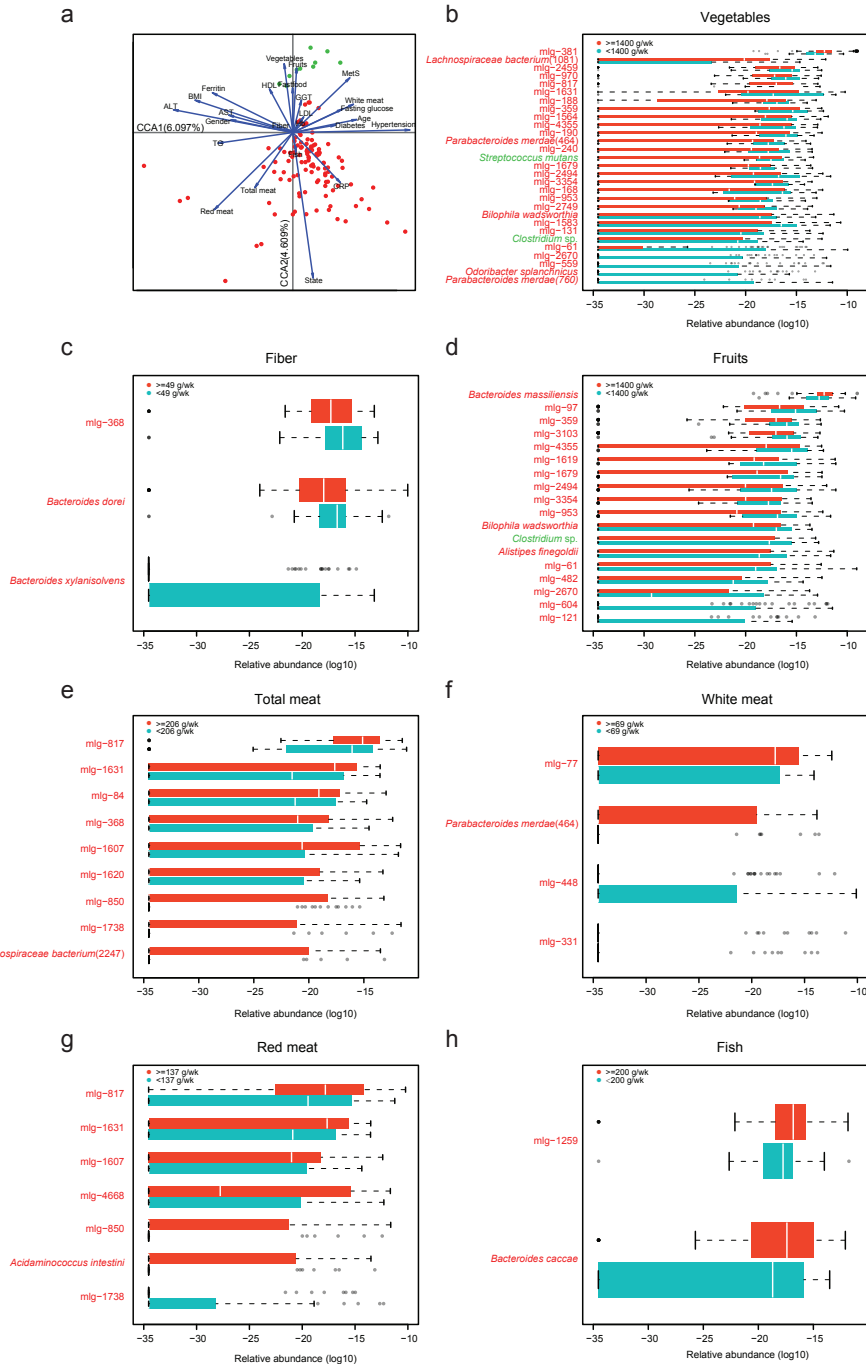 a
Vegetables
Fruits
HDL
Fastfood
MetS
GGT
White meat
Fasting glucose
LDL
Age
Diabetes
Hypertension
Ferritin
BMI
ALT
AST
Gender
Fiber
CCA1(6.097%)
TG
Fish
CRP
Total meat
Red meat
State
CCA2(4.609%)
b
Vegetables
>=1400 g/wk
<1400 g/wk
mlg−381
Lachnospiraceae bacterium(1081)
mlg−2459
mlg−970
mlg−817
mlg−1631
mlg−188
mlg−359
mlg−1564
mlg−4355
mlg−190
Parabacteroides merdae(464)
mlg−240
Streptococcus mutans
mlg−1679
mlg−2494
mlg−3354
mlg−168
mlg−953
mlg−2749
Bilophila wadsworthia
mlg−1583
mlg−131
Clostridium sp.
mlg−61
mlg−2670
mlg−559
Odoribacter splanchnicus
Parabacteroides merdae(760)
−35 −30 −25 −20 −15 −10
Relative abundance (log10)
c
Fiber
>=49 g/wk
<49 g/wk
mlg−368
Bacteroides dorei
Bacteroides xylanisolvens
−35 −30 −25 −20 −15 −10
Relative abundance (log10)
d
Fruits
>=1400 g/wk
<1400 g/wk
Bacteroides massiliensis
mlg−97
mlg−359
mlg−3103
mlg−4355
mlg−1619
mlg−1679
mlg−2494
mlg−3354
mlg−953
Bilophila wadsworthia
Clostridium sp.
Alistipes finegoldii
mlg−61
mlg−482
mlg−2670
mlg−604
mlg−121
−35 −30 −25 −20 −15 −10
Relative abundance (log10)
e
Total meat
>=206 g/wk
<206 g/wk
mlg−817
mlg−1631
mlg−84
mlg−368
mlg−1607
mlg−1620
mlg−850
mlg−1738
nospiraceae bacterium(2247)
−35 −30 −25 −20 −15
Relative abundance (log10)
f
White meat
>=69 g/wk
<69 g/wk
mlg−77
Parabacteroides merdae(464)
mlg−448
mlg−331
−35 −30 −25 −20 −15 −10
Relative abundance (log10)
g
Red meat
>=137 g/wk
<137 g/wk
mlg−817
mlg−1631
mlg−1607
mlg−4668
mlg−850
Acidaminococcus intestini
mlg−1738
−35 −30 −25 −20 −15 −10
Relative abundance (log10)
h
Fish
>=200 g/wk
<200 g/wk
mlg−1259
Bacteroides caccae
−35 −30 −25 −20 −15
Relative abundance (log10)